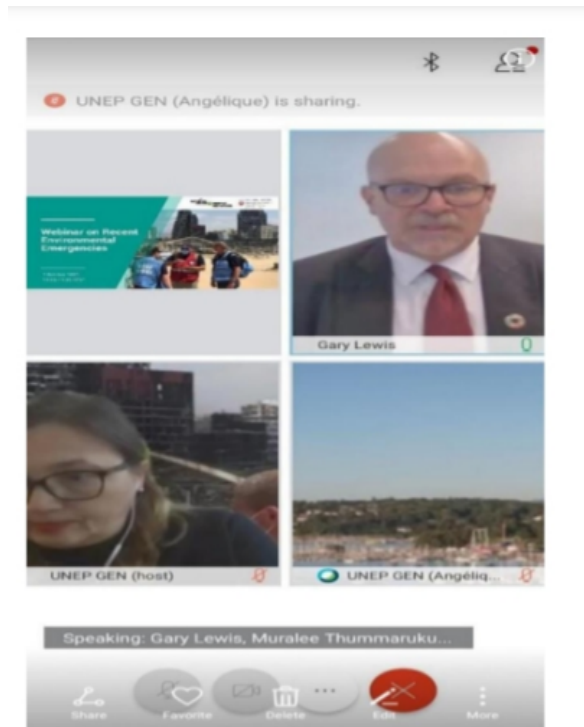 UNEP GEN (Angélique) is sharing.
Webinar on Recent
Environmental
Emergencies
Gary Lewis
UNEP GEN (host)
UNEP GEN (Angéliq...
Speaking: Gary Lewis, Muralee Thummaruku...
Share
Favorite
Delete
Edit
More